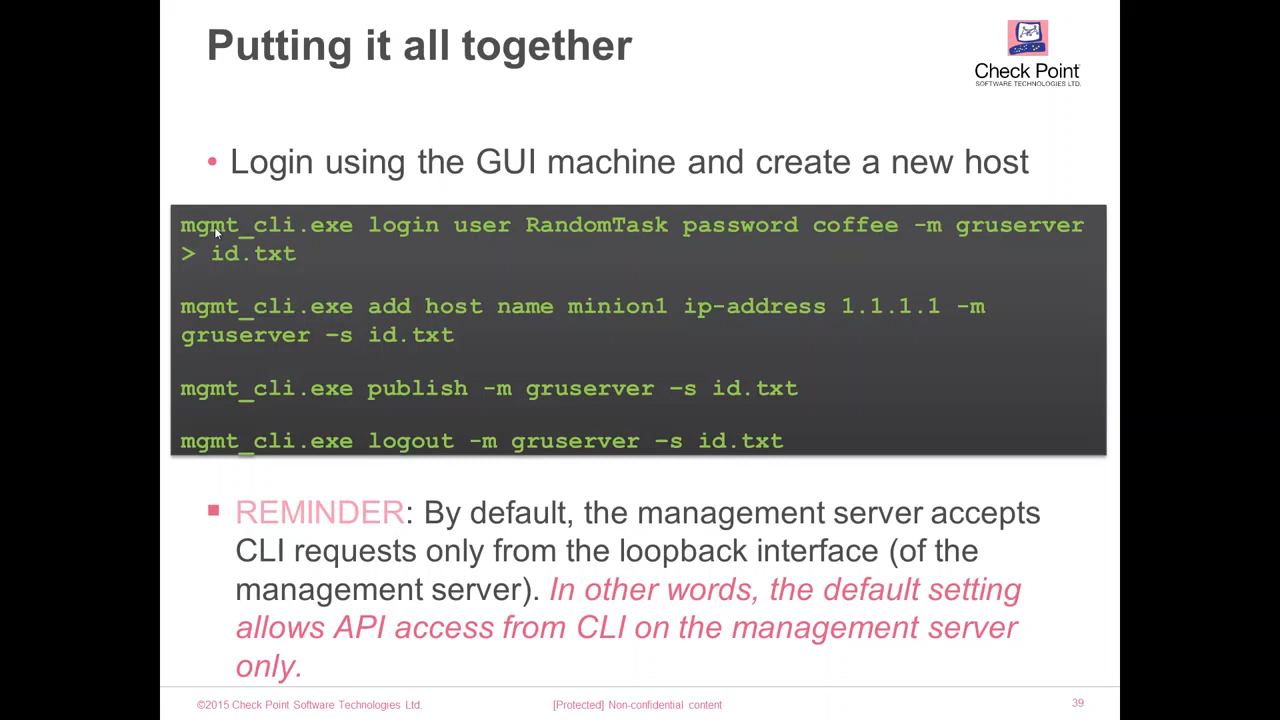 Putting it all together
Check Point
SOFTWARE TECHNOLOGIES LTD.
• Login using the GUI machine and create a new host
mgmt_cli.exe login user RandomTask password coffee -m gruserver
> id.txt
mgmt_cli.exe add host name minion1 ip-address 1.1.1.1 -m
gruserver –s id.txt
mgmt_cli.exe publish -m gruserver –s id.txt
mgmt_cli.exe logout -m gruserver –s id.txt
▪ REMINDER: By default, the management server accepts
CLI requests only from the loopback interface (of the
management server). In other words, the default setting
allows API access from CLI on the management server
only.
©2015 Check Point Software Technologies Ltd.
[Protected] Non-confidential content
39